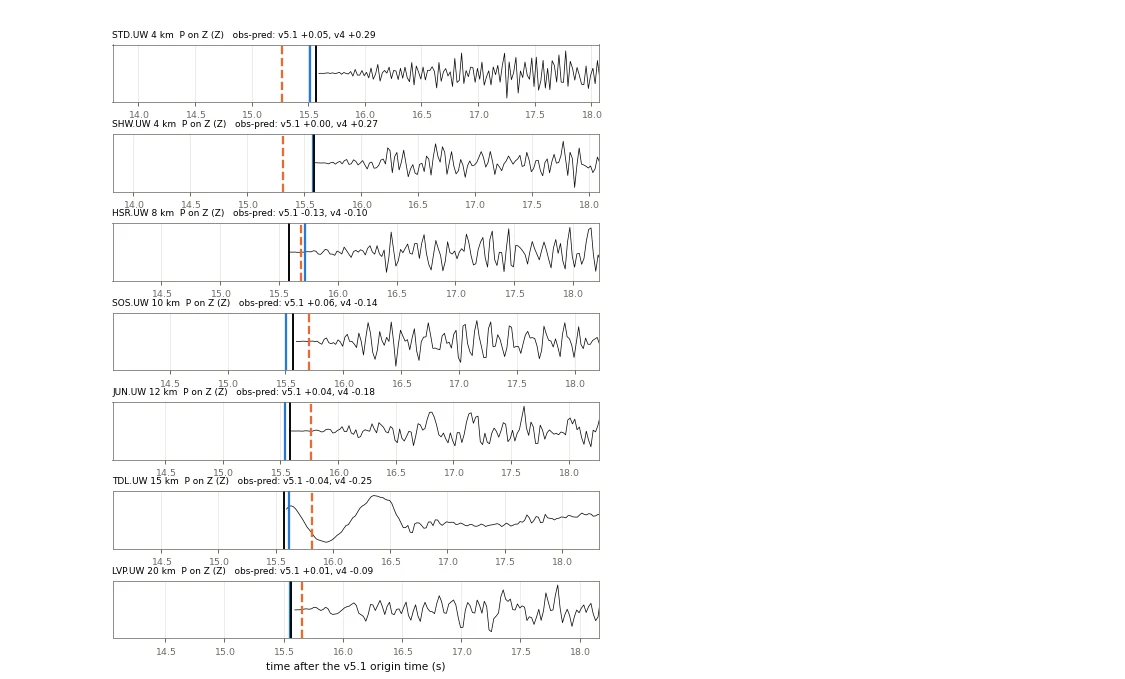 STD.UW 4 km  P on Z (Z)   obs-pred: v5.1 +0.05, v4 +0.29
14.0 14.5 15.0 15.5 16.0 16.5 17.0 17.5 18.0
SHW.UW 4 km  P on Z (Z)   obs-pred: v5.1 +0.00, v4 +0.27
14.0 14.5 15.0 15.5 16.0 16.5 17.0 17.5 18.0
HSR.UW 8 km  P on Z (Z)   obs-pred: v5.1 -0.13, v4 -0.10
14.5 15.0 15.5 16.0 16.5 17.0 17.5 18.0
SOS.UW 10 km  P on Z (Z)   obs-pred: v5.1 +0.06, v4 -0.14
14.5 15.0 15.5 16.0 16.5 17.0 17.5 18.0
JUN.UW 12 km  P on Z (Z)   obs-pred: v5.1 +0.04, v4 -0.18
14.5 15.0 15.5 16.0 16.5 17.0 17.5 18.0
TDL.UW 15 km  P on Z (Z)   obs-pred: v5.1 -0.04, v4 -0.25
14.5 15.0 15.5 16.0 16.5 17.0 17.5 18.0
LVP.UW 20 km  P on Z (Z)   obs-pred: v5.1 +0.01, v4 -0.09
14.5 15.0 15.5 16.0 16.5 17.0 17.5 18.0
time after the v5.1 origin time (s)